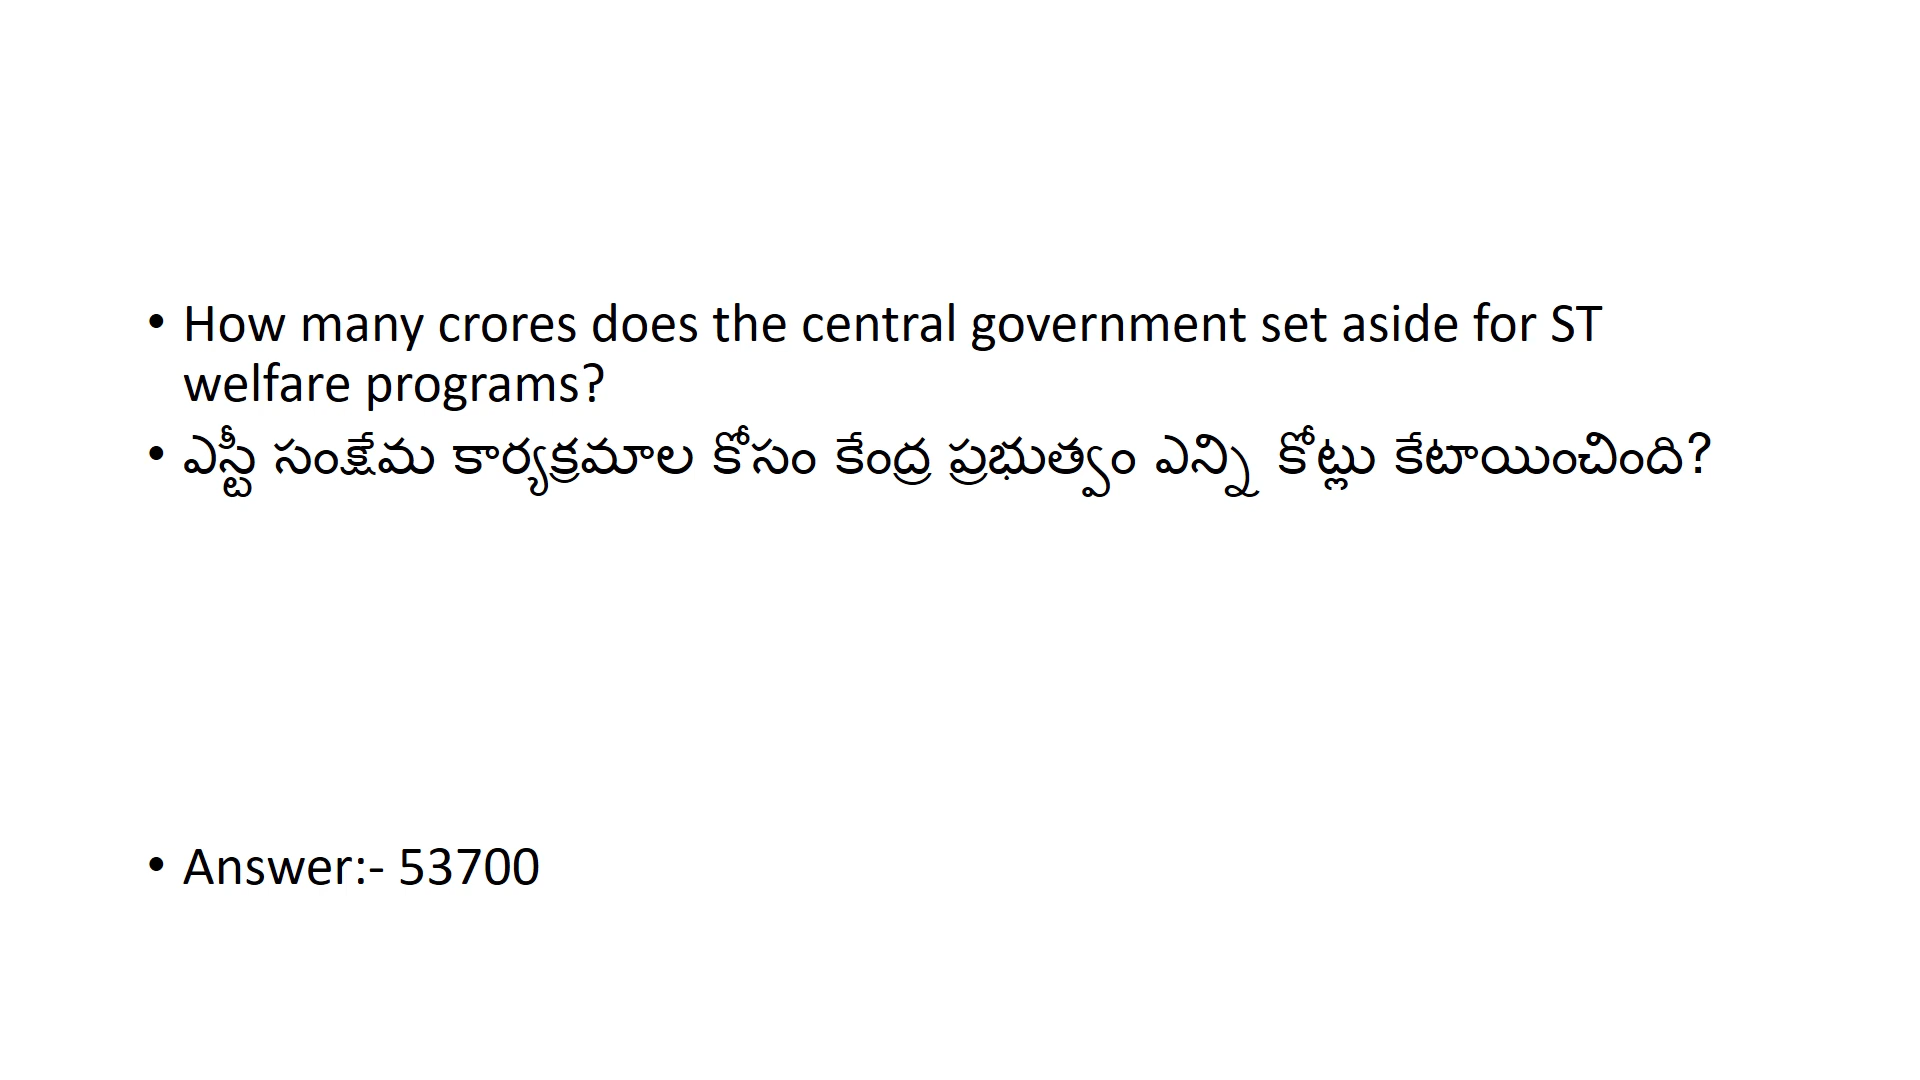 • How many crores does the central government set aside for ST
welfare programs?
• ఎస్టీ సంక్షేమ కార్యక్రమాల కోసం కేంద్ర ప్రభుత్వం ఎన్ని కోట్లు కేటాయించింది?
• Answer:- 53700